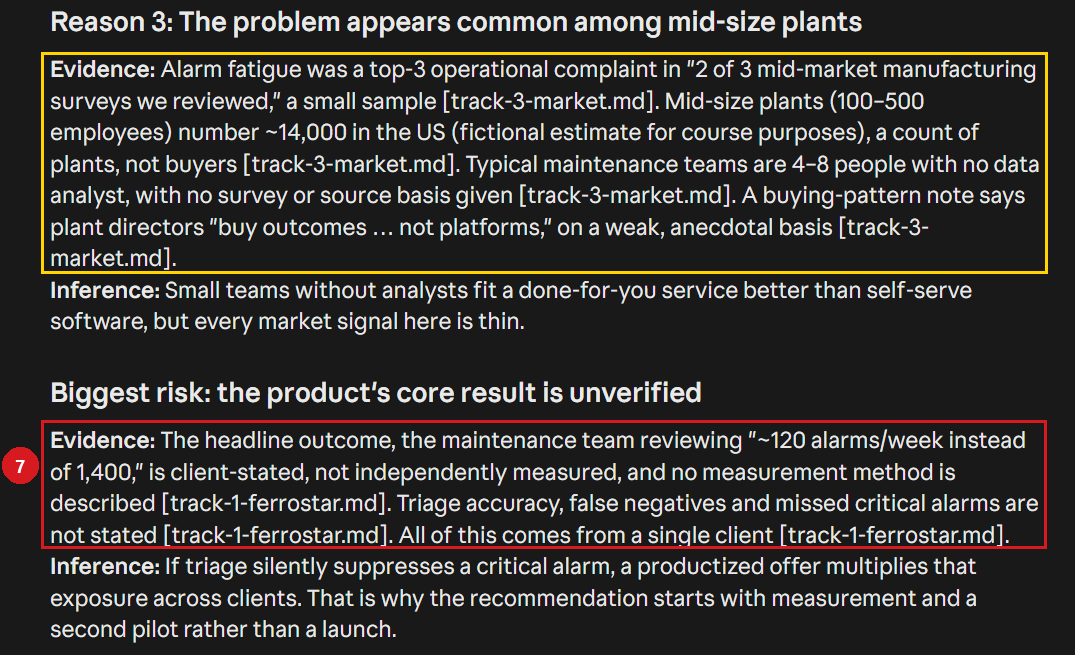 Reason 3: The problem appears common among mid-size plants
Evidence: Alarm fatigue was a top-3 operational complaint in "2 of 3 mid-market manufacturing
surveys we reviewed," a small sample [track-3-market.md]. Mid-size plants (100–500
employees) number ~14,000 in the US (fictional estimate for course purposes), a count of
plants, not buyers [track-3-market.md]. Typical maintenance teams are 4–8 people with no data
analyst, with no survey or source basis given [track-3-market.md]. A buying-pattern note says
plant directors "buy outcomes … not platforms," on a weak, anecdotal basis [track-3-
market.md].
Inference: Small teams without analysts fit a done-for-you service better than self-serve
software, but every market signal here is thin.
Biggest risk: the product's core result is unverified
Evidence: The headline outcome, the maintenance team reviewing "~120 alarms/week instead
7
of 1,400," is client-stated, not independently measured, and no measurement method is
described [track-1-ferrostar.md]. Triage accuracy, false negatives and missed critical alarms are
not stated [track-1-ferrostar.md]. All of this comes from a single client [track-1-ferrostar.md].
Inference: If triage silently suppresses a critical alarm, a productized offer multiplies that
exposure across clients. That is why the recommendation starts with measurement and a
second pilot rather than a launch.